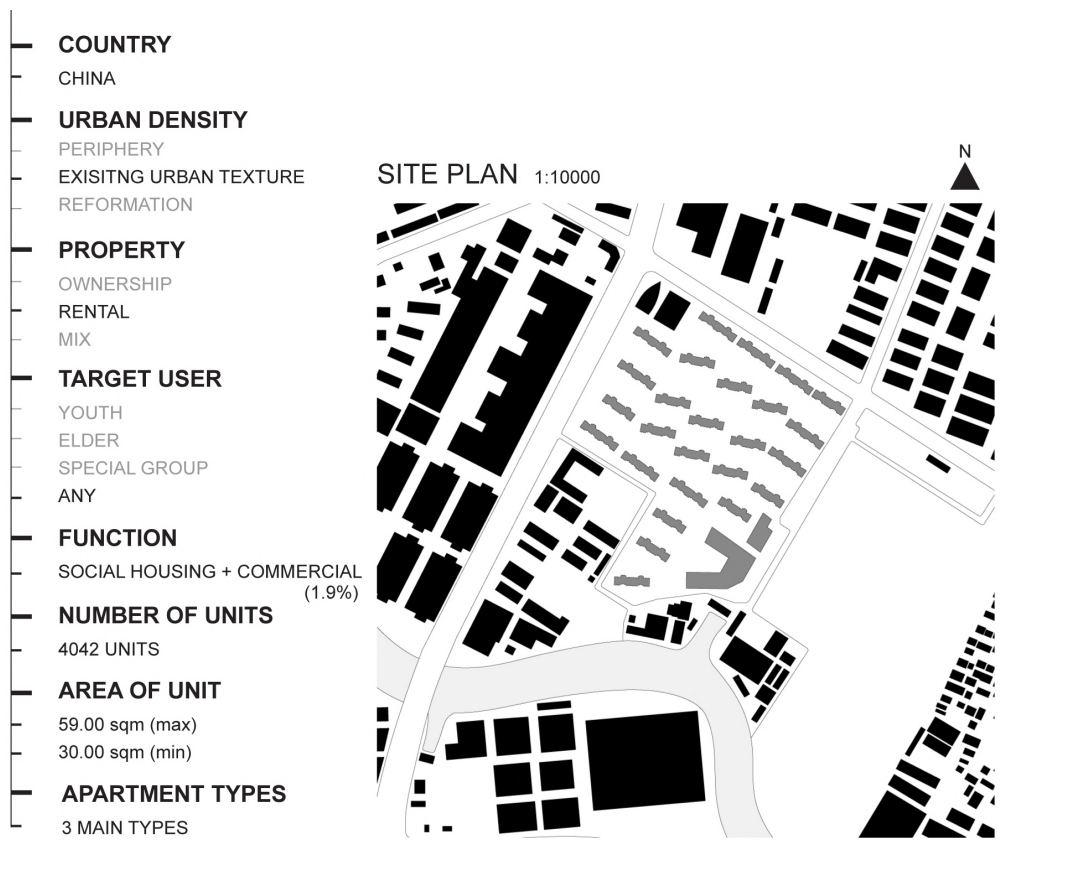 COUNTRY
CHINA
URBAN DENSITY
PERIPHERY
EXISITNG URBAN TEXTURE
REFORMATION
PROPERTY
OWNERSHIP
RENTAL
MIX
TARGET USER
YOUTH
ELDER
SPECIAL GROUP
ANY
FUNCTION
SOCIAL HOUSING + COMMERCIAL
(1.9%)
NUMBER OF UNITS
4042 UNITS
AREA OF UNIT
59.00 sqm (max)
30.00 sqm (min)
APARTMENT TYPES
3 MAIN TYPES
SITE PLAN 1:10000
N